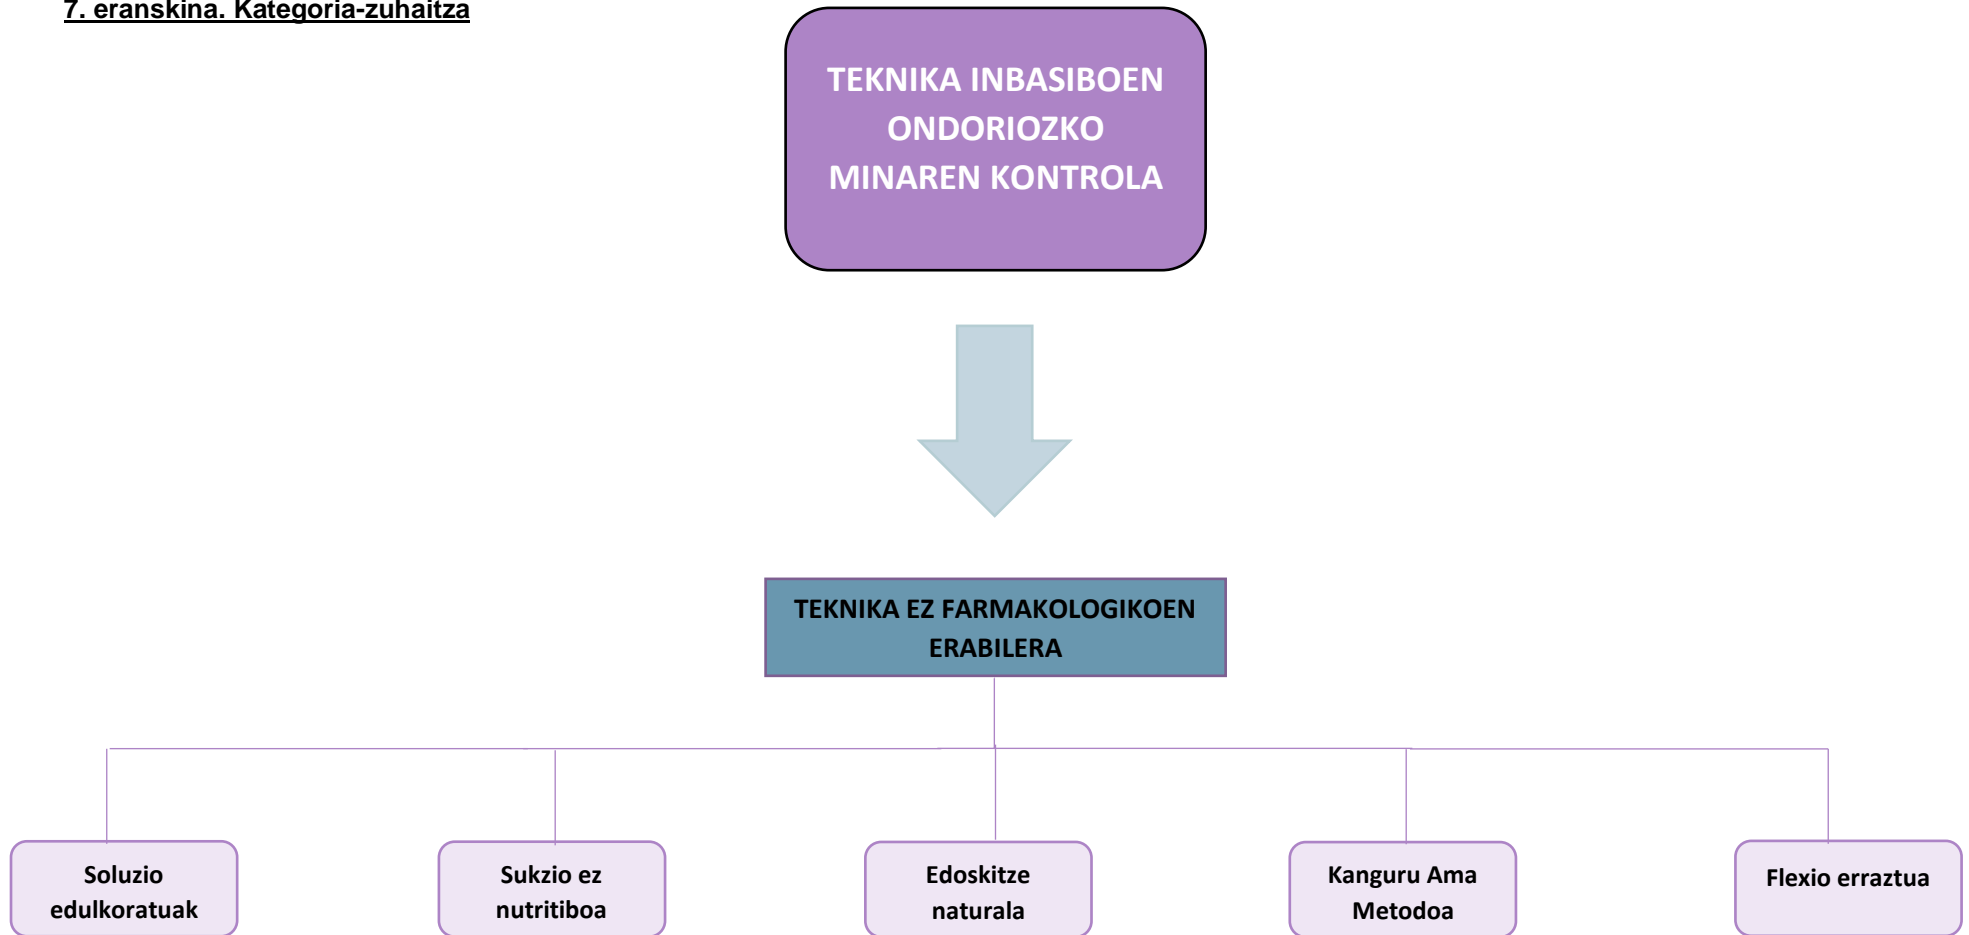 7. eranskina. Kategoria-zuhaitza
TEKNIKA INBASIBOEN
ONDORIOZKO
MINAREN KONTROLA
TEKNIKA EZ FARMAKOLOGIKOEN
ERABILERA
Soluzio
edulkoratuak
Sukzio ez
nutritiboa
Edoskitze
naturala
Kanguru Ama
Metodoa
Flexio erraztua